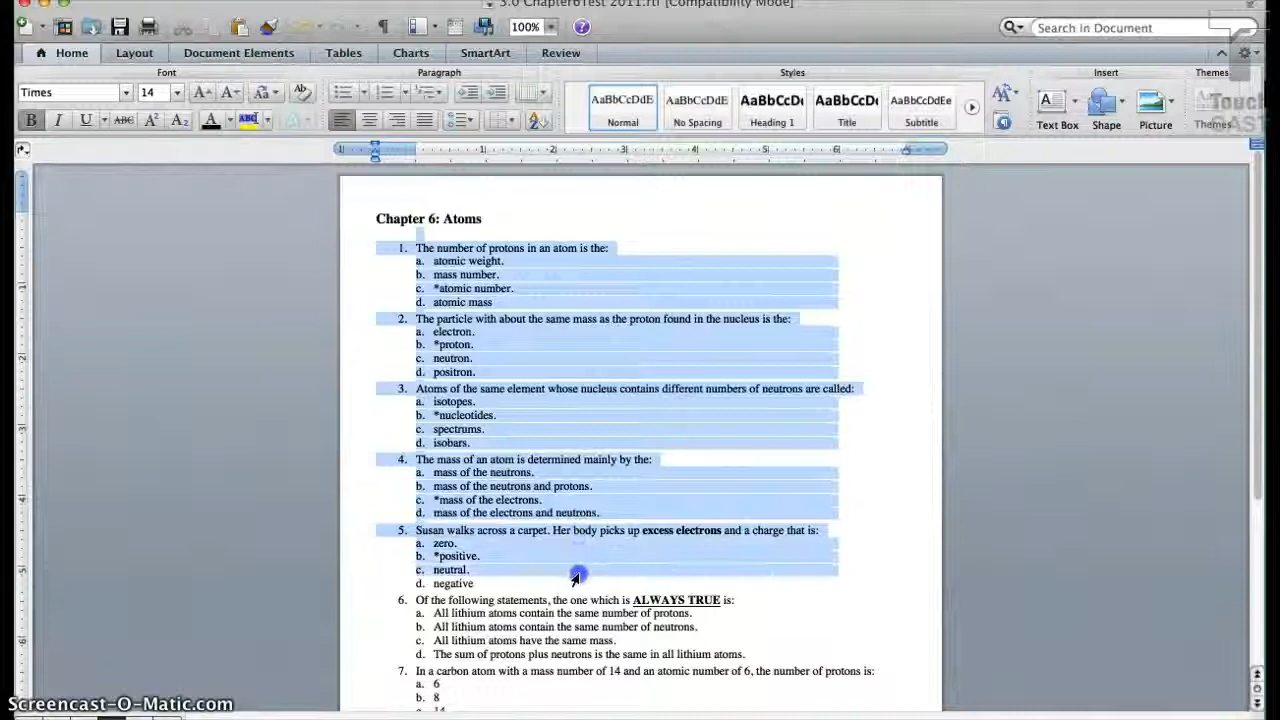 3.0 Chapter6Test 2011.rtf [Compatibility Mode]
100%
Search in Document
Home Layout Document Elements Tables Charts SmartArt Review
Font Paragraph Styles Insert Themes
Times 14 Aa
AaBbCcDdE AaBbCcDdE AaBbCcD AaBbCcD AaBbCcDdEe
B I U ABC A² A₂ A ABC
Normal No Spacing Heading 1 Title Subtitle Text Box Shape Picture Themes
Chapter 6: Atoms
1. The number of protons in an atom is the:
a. atomic weight.
b. mass number.
c. *atomic number.
d. atomic mass
2. The particle with about the same mass as the proton found in the nucleus is the:
a. electron.
b. *proton.
c. neutron.
d. positron.
3. Atoms of the same element whose nucleus contains different numbers of neutrons are called:
a. isotopes.
b. *nucleotides.
c. spectrums.
d. isobars.
4. The mass of an atom is determined mainly by the:
a. mass of the neutrons.
b. mass of the neutrons and protons.
c. *mass of the electrons.
d. mass of the electrons and neutrons.
5. Susan walks across a carpet. Her body picks up excess electrons and a charge that is:
a. zero.
b. *positive.
c. neutral.
d. negative
6. Of the following statements, the one which is ALWAYS TRUE is:
a. All lithium atoms contain the same number of protons.
b. All lithium atoms contain the same number of neutrons.
c. All lithium atoms have the same mass.
d. The sum of protons plus neutrons is the same in all lithium atoms.
7. In a carbon atom with a mass number of 14 and an atomic number of 6, the number of protons is:
a. 6
b. 8
Screencast-O-Matic.com